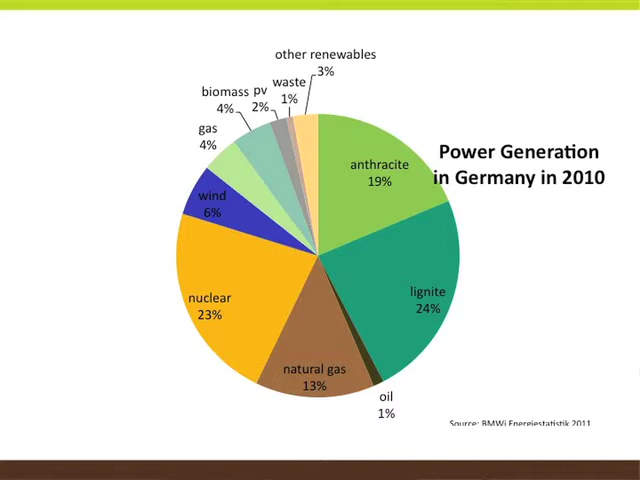 other renewables
3%
waste
1%
pv
2%
biomass
4%
gas
4%
wind
6%
nuclear
23%
natural gas
13%
oil
1%
lignite
24%
anthracite
19%
Power Generation
in Germany in 2010
Source: BMWi Energiestatistik 2011